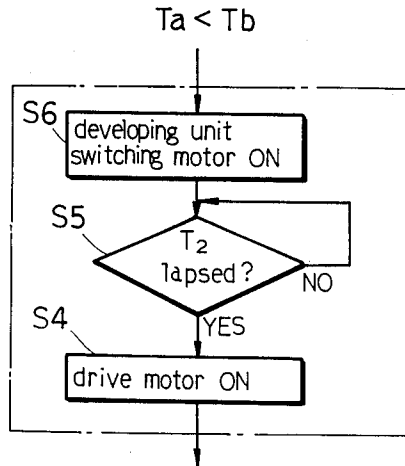 Ta < Tb
S6
developing unit
switching motor ON
S5
T2
lapsed?
NO
YES
S4
drive motor ON